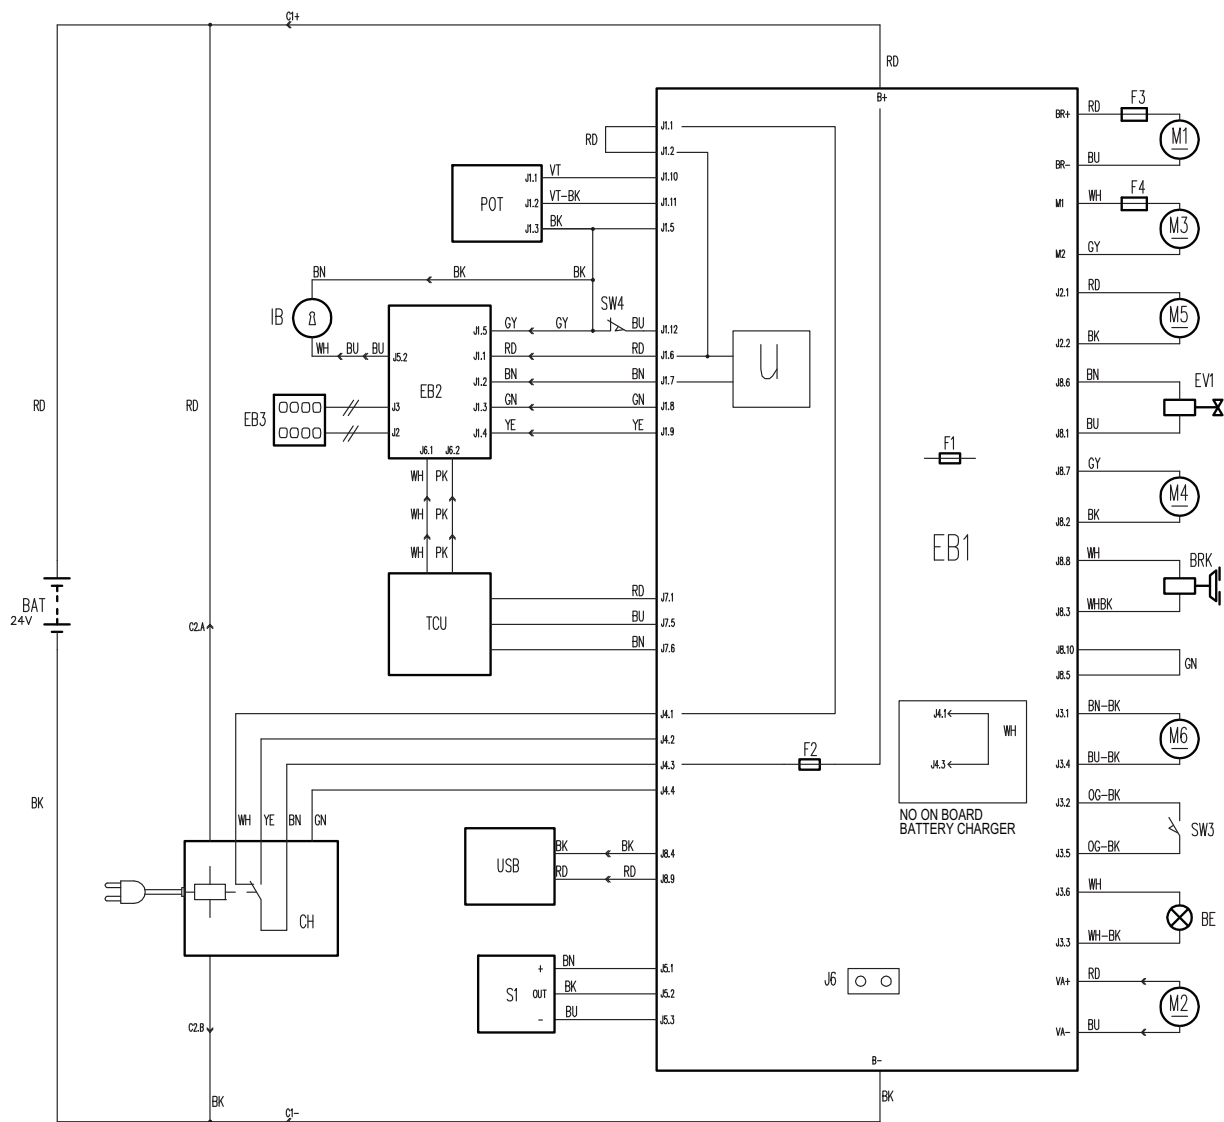 C1+
RD
B+
BR+ RD F3
M1
BR- BU
M1 WH F4
M3
M2 GY
J2.1 RD
M5
J2.2 BK
J8.6 BN
EV1
J8.1 BU
J8.7 GY
M4
J8.2 BK
J8.8 WH
BRK
J8.3 WHBK
J8.10
GN
J8.5
J3.1 BN-BK
M6
J3.4 BU-BK
J3.2 OG-BK
SW3
J3.5 OG-BK
J3.6 WH
BE
J3.3 WH-BK
VA+ RD
M2
VA- BU
RD
J1.1
J1.2
POT
J1.1 VT J1.10
J1.2 VT-BK J1.11
J1.3 BK J1.5
BN BK BK
IB
SW4
WH BU BU J5.2
J1.5 GY GY BU J1.12
J1.1 RD RD J1.6
J1.2 BN BN J1.7
J1.3 GN GN J1.8
J1.4 YE YE J1.9
U
EB2
EB3
J3
J2
J6.1 J6.2
WH PK
WH PK
WH PK
F1
EB1
RD
RD
BAT
24V
C2.A
TCU
RD J7.1
BU J7.5
BN J7.6
J4.1
J4.2
J4.3
J4.4
F2
J4.1
WH
J4.3
NO ON BOARD
BATTERY CHARGER
BK
WH YE BN GN
CH
USB
BK BK J8.4
RD RD J8.9
S1
+ BN J5.1
OUT BK J5.2
- BU J5.3
J6
C2.B
BK
B-
BK
C1-